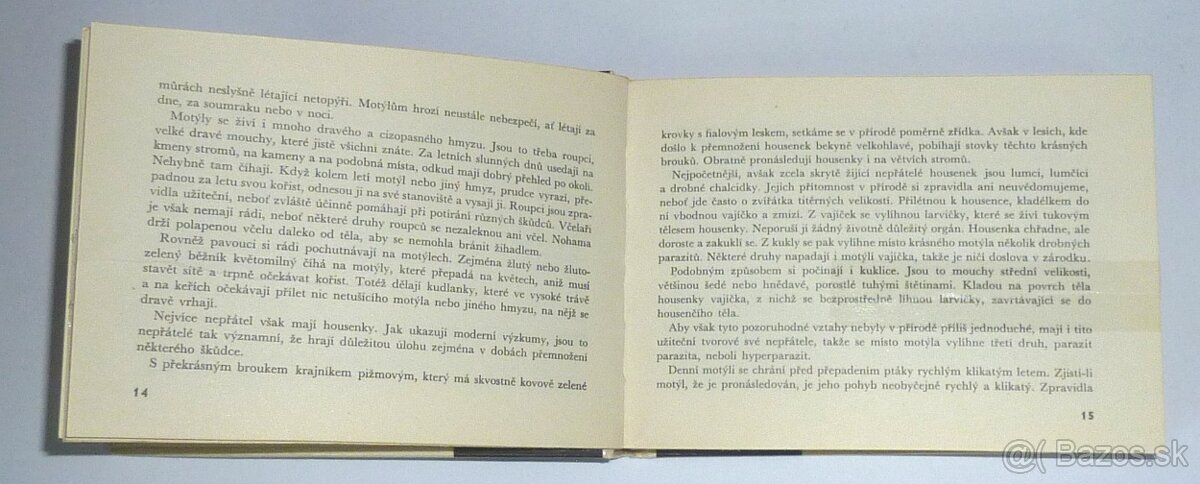 můrách neslyšně létající netopýři. Motýlům hrozí neustále nebezpečí, ať létají za
dne, za soumraku nebo v noci.
Motýly se živí i mnoho dravého a cizopasného hmyzu. Jsou to třeba roupci,
velké dravé mouchy, které jistě všichni znáte. Za letních slunných dnů usedají na
kmeny stromů, na kameny a na podobná místa, odkud mají dobrý přehled po okolí.
Nehybně tam číhají. Když kolem letí motýl nebo jiný hmyz, prudce vyrazí, pře-
padnou za letu svou kořist, odnesou ji na své stanoviště a vysají ji. Roupci jsou zpra-
vidla užiteční, neboť zvláště účinně pomáhají při potírání různých škůdců. Včelaři
je však nemají rádi, neboť některé druhy roupců se nezaleknou ani včel. Nohama
drží polapenou včelu daleko od těla, aby se nemohla bránit žihadlem.
Rovněž pavouci si rádi pochutnávají na motýlech. Zejména žlutý nebo žluto-
zelený běžník květomilný číhá na motýly, které přepadá na květech, aniž musí
stavět sítě a trpně očekávat kořist. Totéž dělají kudlanky, které ve vysoké trávě
a na keřích očekávají přílet nic netušícího motýla nebo jiného hmyzu, na nějž se
dravě vrhají.
Nejvíce nepřátel však mají housenky. Jak ukazují moderní výzkumy, jsou to
nepřátelé tak významní, že hrají důležitou úlohu zejména v dobách přemnožení
některého škůdce.
S překrásným broukem krajníkem pižmovým, který má skvostně kovově zelené
14
krovky s fialovým leskem, setkáme se v přírodě poměrně zřídka. Avšak v lesích, kde
došlo k přemnožení housenek bekyně velkohlavé, pobíhají stovky těchto krásných
brouků. Obratně pronásledují housenky i na větvích stromů.
Nejpočetnější, avšak zcela skrytě žijící nepřátelé housenek jsou lumci, lumčíci
a drobné chalcidky. Jejich přítomnost v přírodě si zpravidla ani neuvědomujeme,
neboť jde často o zvířátka titěrných velikostí. Přilétnou k housence, kladélkem do
ní vbodnou vajíčko a zmizí. Z vajíček se vylíhnou larvičky, které se živí tukovým
tělesem housenky. Neporuší jí žádný životně důležitý orgán. Housenka chřadne, ale
doroste a zakuklí se. Z kukly se pak vylíhne místo krásného motýla několik drobných
parazitů. Některé druhy napadají i motýlí vajíčka, takže je ničí doslova v zárodku.
Podobným způsobem si počínají i kuklice. Jsou to mouchy střední velikosti,
většinou šedé nebo hnědavé, porostlé tuhými štětinami. Kladou na povrch těla
housenky vajíčka, z nichž se bezprostředně líhnou larvičky, zavrtávající se do
housenčího těla.
Aby však tyto pozoruhodné vztahy nebyly v přírodě příliš jednoduché, mají i tito
užiteční tvorové své nepřátele, takže se místo motýla vylíhne třetí druh, parazit
parazita, neboli hyperparazit.
Denní motýli se chrání před přepadením ptáky rychlým klikatým letem. Zjistí-li
motýl, že je pronásledován, je jeho pohyb neobyčejně rychlý a klikatý. Zpravidla
15
@( Bazos.sk